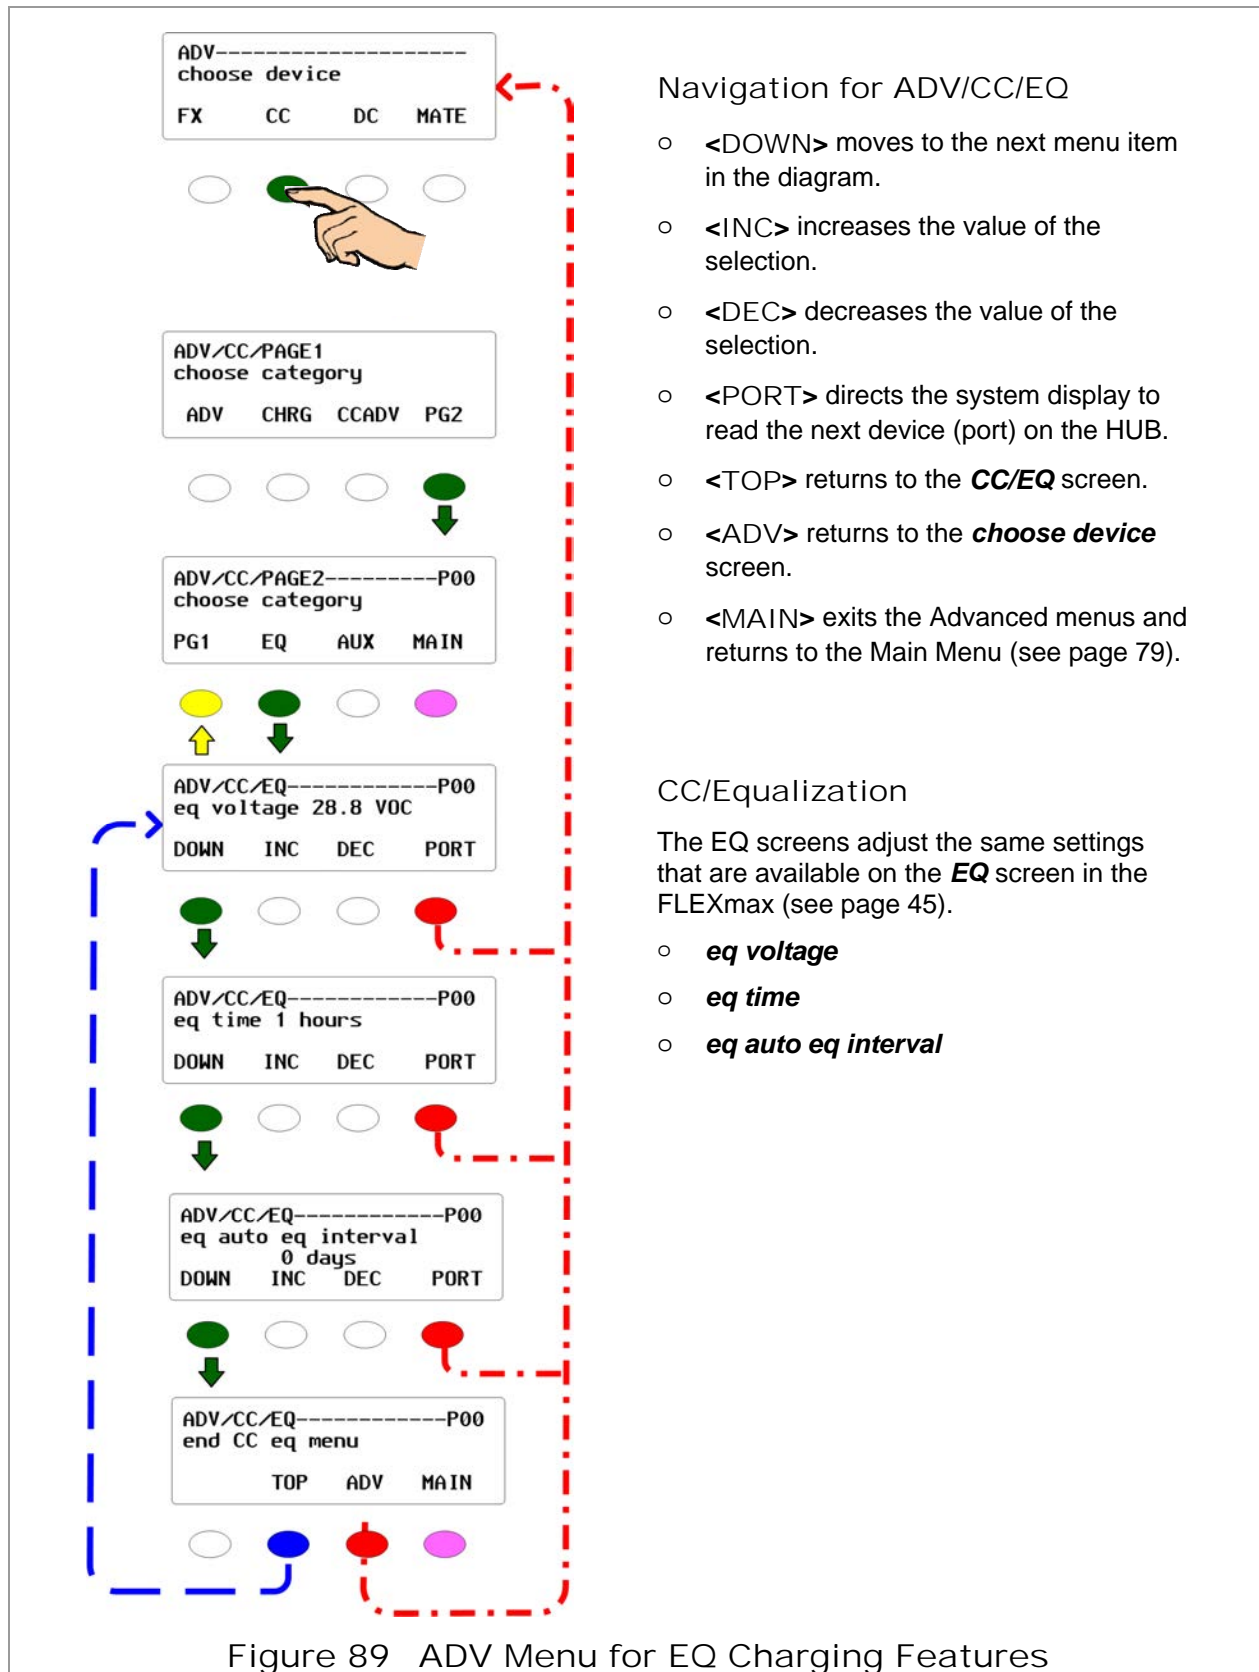 ADV---------------------
choose device
FX CC DC MATE
ADV/CC/PAGE1
choose category
ADV CHRG CCADV PG2
ADV/CC/PAGE2---------P00
choose category
PG1 EQ AUX MAIN
ADV/CC/EQ------------P00
eq voltage 28.8 VOC
DOWN INC DEC PORT
ADV/CC/EQ------------P00
eq time 1 hours
DOWN INC DEC PORT
ADV/CC/EQ------------P00
eq auto eq interval
0 days
DOWN INC DEC PORT
ADV/CC/EQ------------P00
end CC eq menu
TOP ADV MAIN
Navigation for ADV/CC/EQ
o <DOWN> moves to the next menu item
in the diagram.
o <INC> increases the value of the
selection.
o <DEC> decreases the value of the
selection.
o <PORT> directs the system display to
read the next device (port) on the HUB.
o <TOP> returns to the CC/EQ screen.
o <ADV> returns to the choose device
screen.
o <MAIN> exits the Advanced menus and
returns to the Main Menu (see page 79).
CC/Equalization
The EQ screens adjust the same settings
that are available on the EQ screen in the
FLEXmax (see page 45).
o eq voltage
o eq time
o eq auto eq interval
Figure 89 ADV Menu for EQ Charging Features